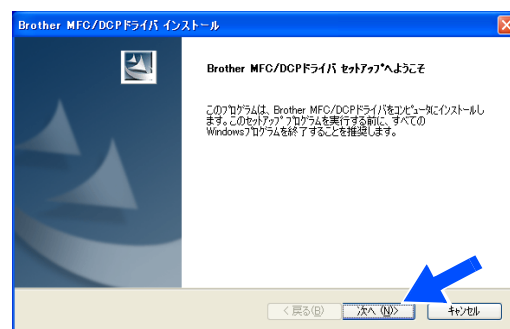 Brother MFC/DCPドライバ インストール
Brother MFC/DCPドライバ セットアップへようこそ
このプログラムは、Brother MFC/DCPドライバをコンピュータにインストールし
ます。このセットアップ プログラムを実行する前に、すべての
Windowsプログラムを終了することを推奨します。
< 戻る(B)
次へ (N)>
キャンセル